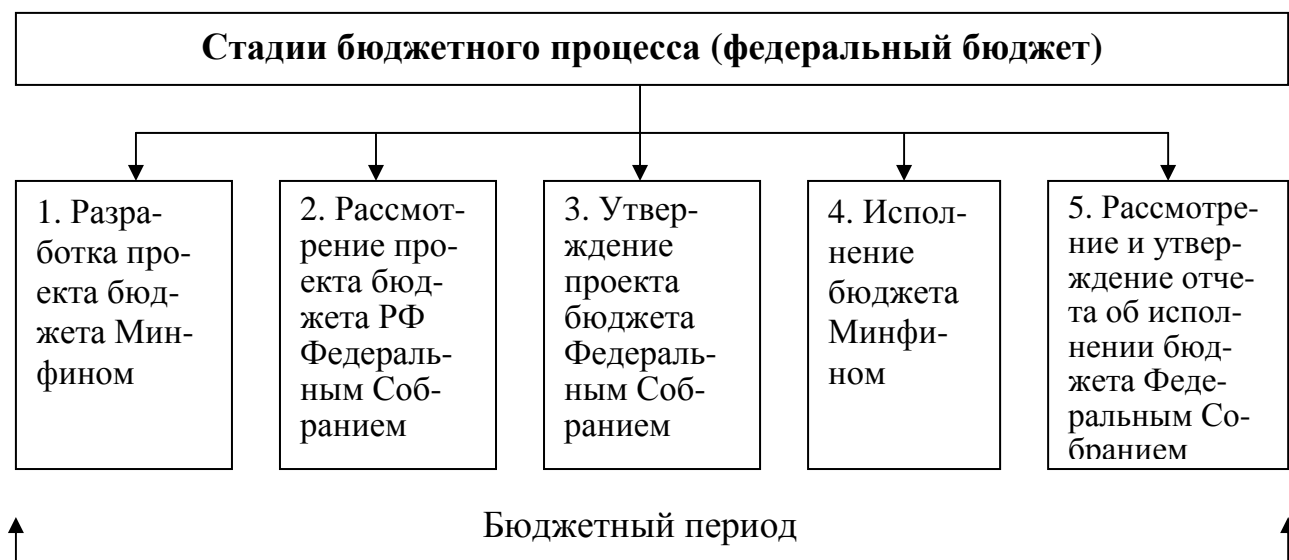 Стадии бюджетного процесса (федеральный бюджет)
1. Разра-
ботка про-
екта бюд-
жета Мин-
фином
2. Рассмот-
рение про-
екта бюд-
жета РФ
Федераль-
ным Соб-
ранием
3. Утвер-
ждение
проекта
бюджета
Федераль-
ным Соб-
ранием
4. Испол-
нение
бюджета
Минфи-
ном
5. Рассмотре-
ние и утвер-
ждение отче-
та об испол-
нении бюд-
жета Феде-
ральным Со-
бранием
Бюджетный период